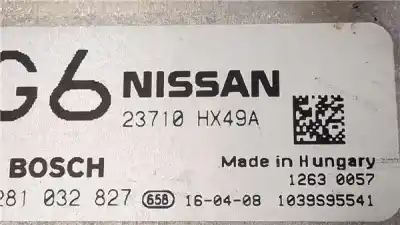 G6 NISSAN
23710 HX49A
BOSCH
Made in Hungary
1263 0057
281 032 827 658 16-04-08 1039S95541